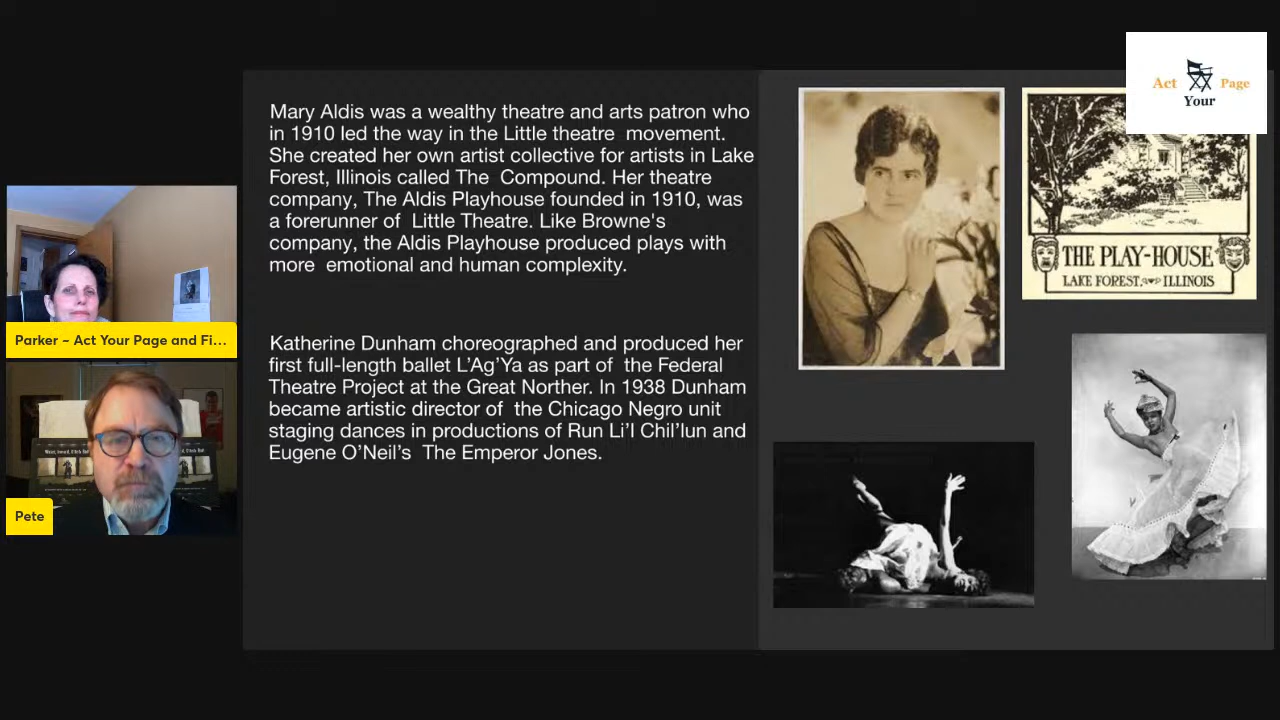 Mary Aldis was a wealthy theatre and arts patron who
in 1910 led the way in the Little theatre movement.
She created her own artist collective for artists in Lake
Forest, Illinois called The Compound. Her theatre
company, The Aldis Playhouse founded in 1910, was
a forerunner of Little Theatre. Like Browne's
company, the Aldis Playhouse produced plays with
more emotional and human complexity.
Katherine Dunham choreographed and produced her
first full-length ballet L'Ag'Ya as part of the Federal
Theatre Project at the Great Norther. In 1938 Dunham
became artistic director of the Chicago Negro unit
staging dances in productions of Run Li'l Chil'lun and
Eugene O'Neil's The Emperor Jones.
Act Your Page
THE PLAY-HOUSE
LAKE FOREST. ILLINOIS
Parker ~ Act Your Page and Fi...
Pete